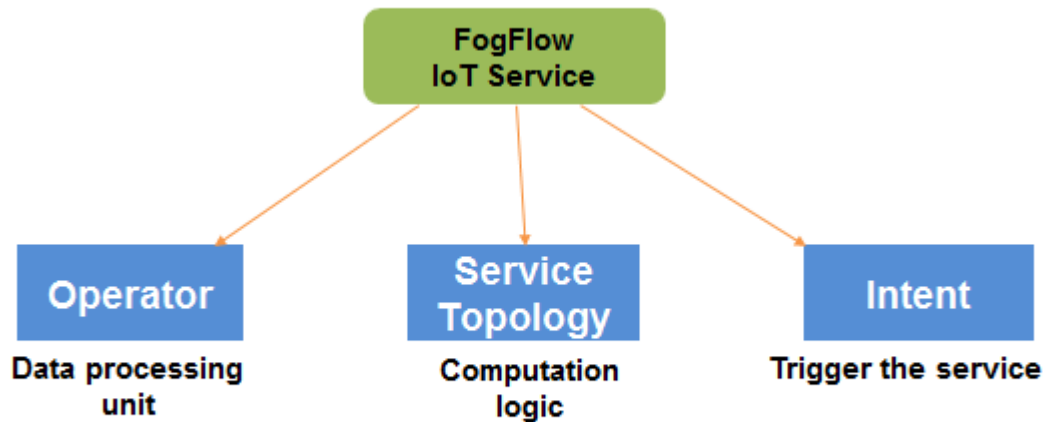 FogFlow
IoT Service
Operator
Service
Topology
Intent
Data processing
unit
Computation
logic
Trigger the service